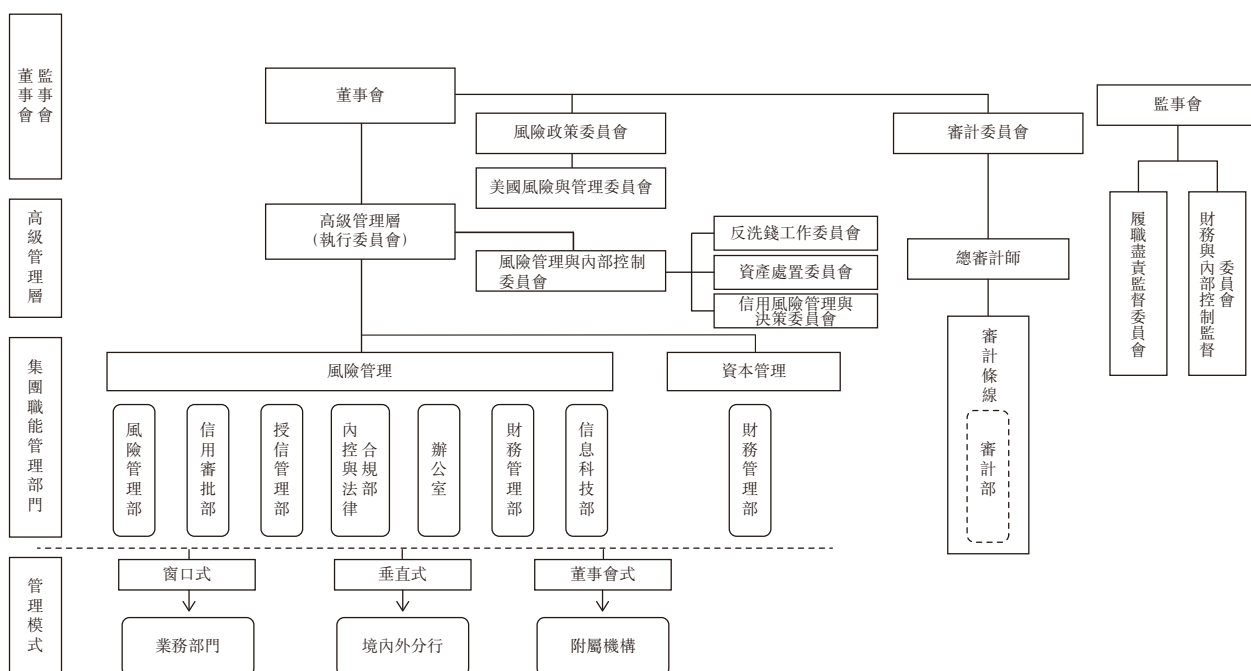 董事會
監事會
董事會
風險政策委員會
美國風險與管理委員會
審計委員會
監事會
高級管理層
高級管理層
(執行委員會)
風險管理與內部控制
委員會
反洗錢工作委員會
資產處置委員會
信用風險管理與
決策委員會
總審計師
履職盡責監督委員會
財務與內部控制監督
委員會
集團職能管理部門
風險管理
資本管理
審計條線
審計部
風險管理部
信用審批部
授信管理部
內控與法律
合規部
辦公室
財務管理部
信息科技部
財務管理部
管理模式
窗口式
垂直式
董事會式
業務部門
境內外分行
附屬機構